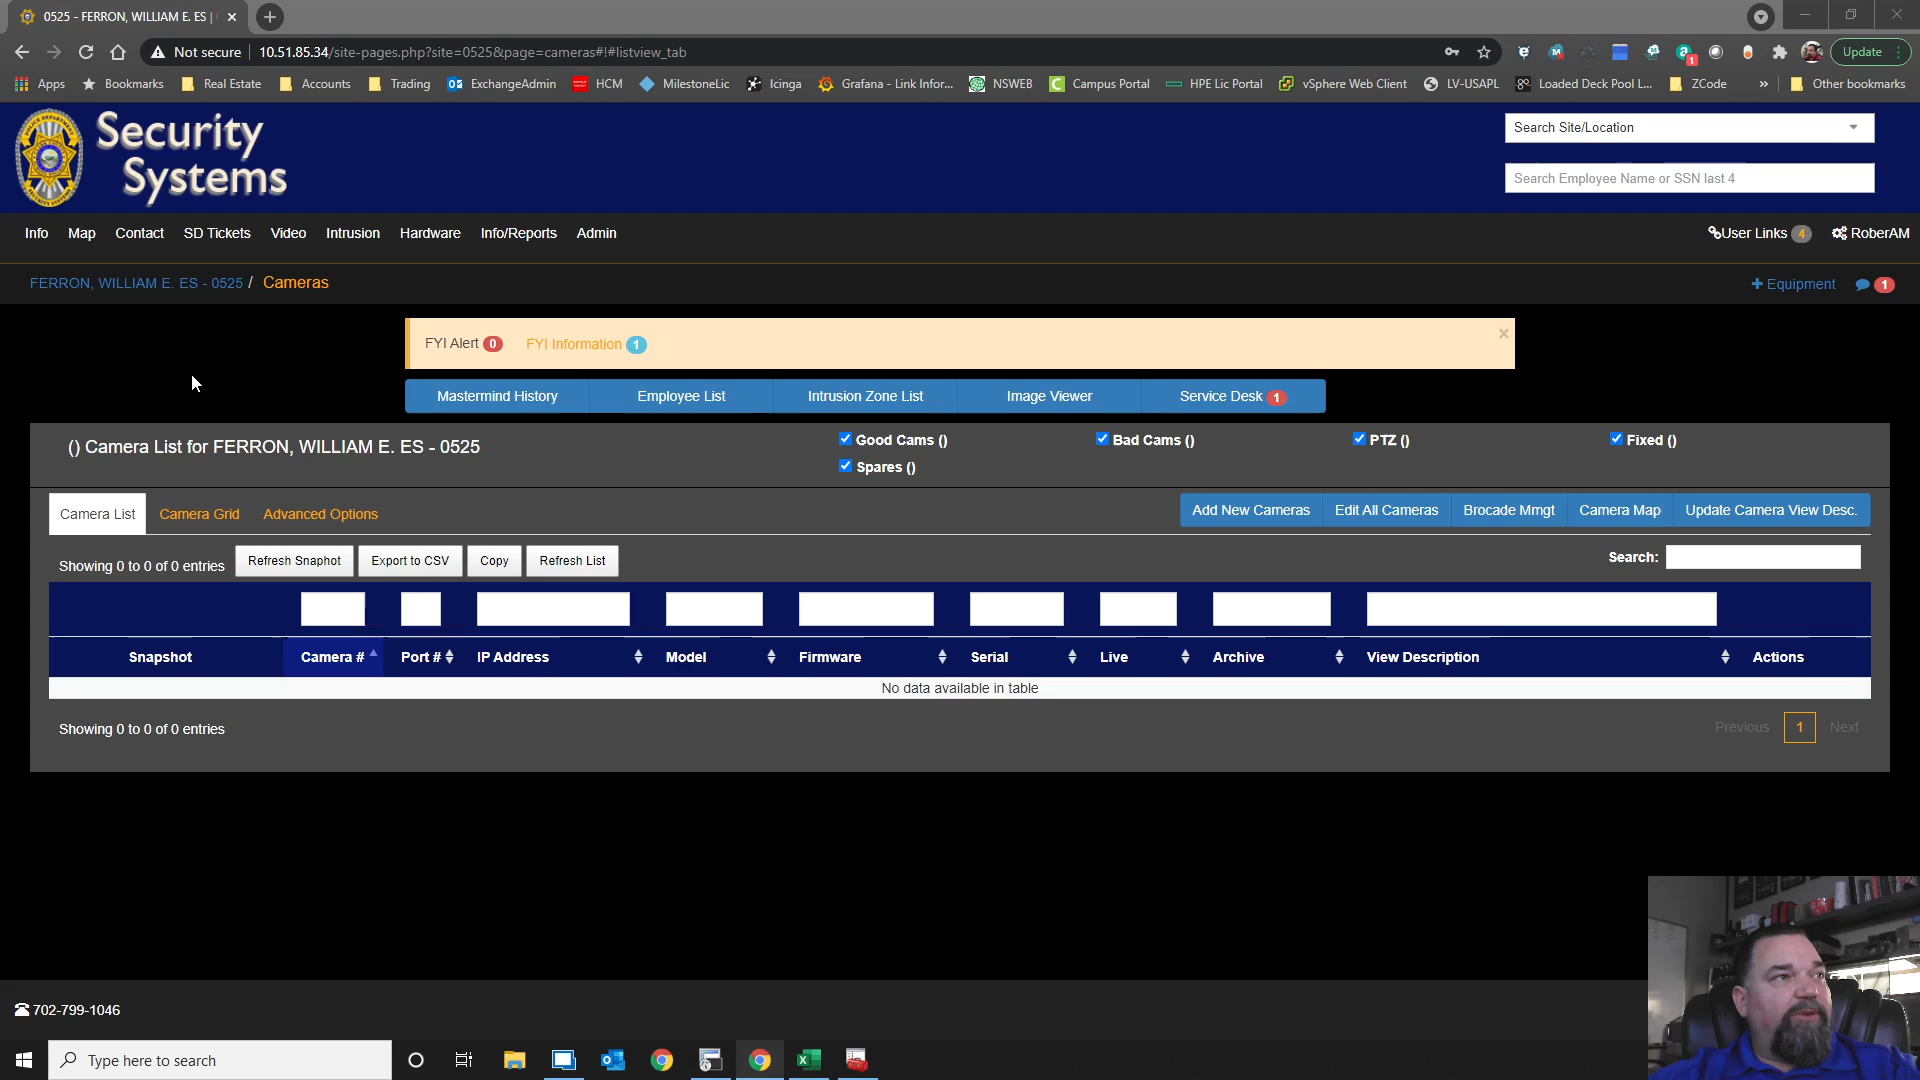 0525 - FERRON, WILLIAM E. ES |
Not secure
10.51.85.34/site-pages.php?site=0525&page=cameras#!#listview_tab
1
Update
Apps
Bookmarks
Real Estate
Accounts
Trading
ExchangeAdmin
HCM
MilestoneLic
Icinga
Grafana - Link Infor...
NSWEB
Campus Portal
HPE Lic Portal
vSphere Web Client
LV-USAPL
Loaded Deck Pool L...
ZCode
»
Other bookmarks
Security
Systems
Search Site/Location
Search Employee Name or SSN last 4
Info
Map
Contact
SD Tickets
Video
Intrusion
Hardware
Info/Reports
Admin
User Links 4
RoberAM
FERRON, WILLIAM E. ES - 0525 / Cameras
+ Equipment
1
FYI Alert 0
FYI Information 1
×
Mastermind History
Employee List
Intrusion Zone List
Image Viewer
Service Desk 1
() Camera List for FERRON, WILLIAM E. ES - 0525
Good Cams ()
Bad Cams ()
PTZ ()
Fixed ()
Spares ()
Camera List
Camera Grid
Advanced Options
Add New Cameras
Edit All Cameras
Brocade Mmgt
Camera Map
Update Camera View Desc.
Showing 0 to 0 of 0 entries
Refresh Snaphot
Export to CSV
Copy
Refresh List
Search:
Snapshot
Camera #
Port #
IP Address
Model
Firmware
Serial
Live
Archive
View Description
Actions
No data available in table
Showing 0 to 0 of 0 entries
Previous
1
Next
702-799-1046
Type here to search